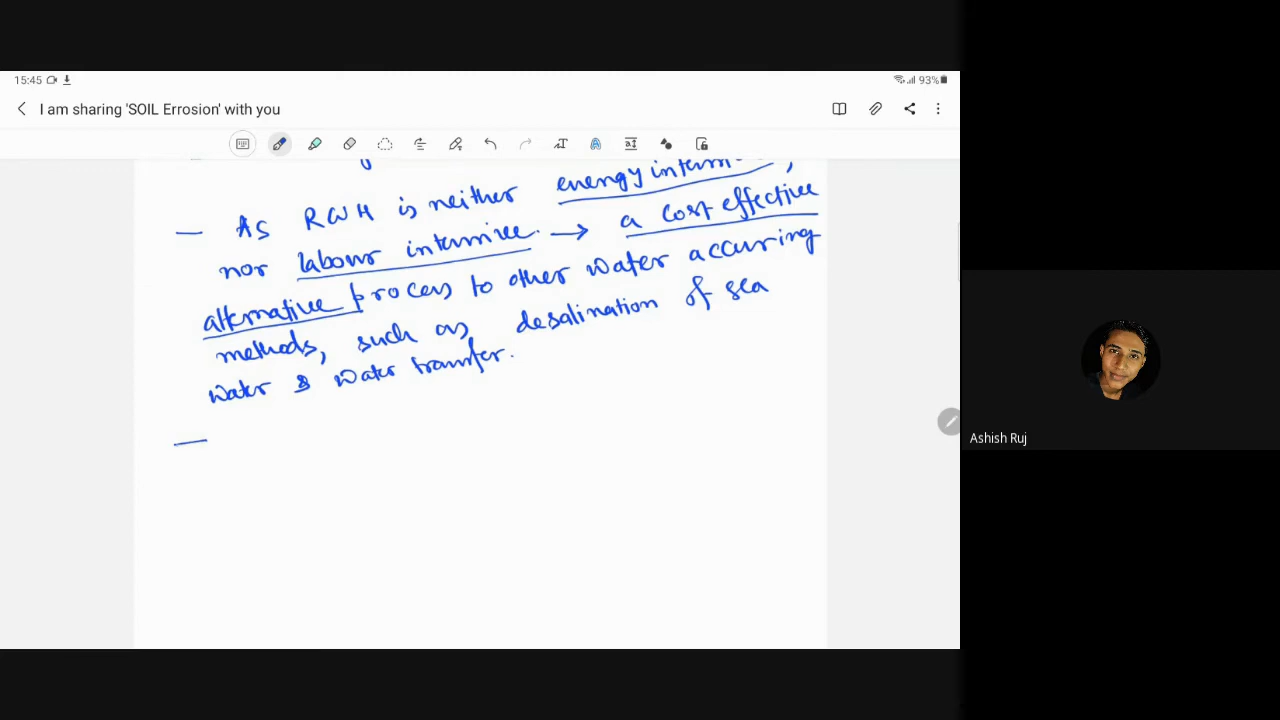 15:45
93%
I am sharing 'SOIL Errosion' with you
energy intensive,
— As RWH is neither
nor labour intensive. → a cost effective
alternative process to other water accuring
methods, such as desalination of sea
water & water transfer.
—
Ashish Ruj